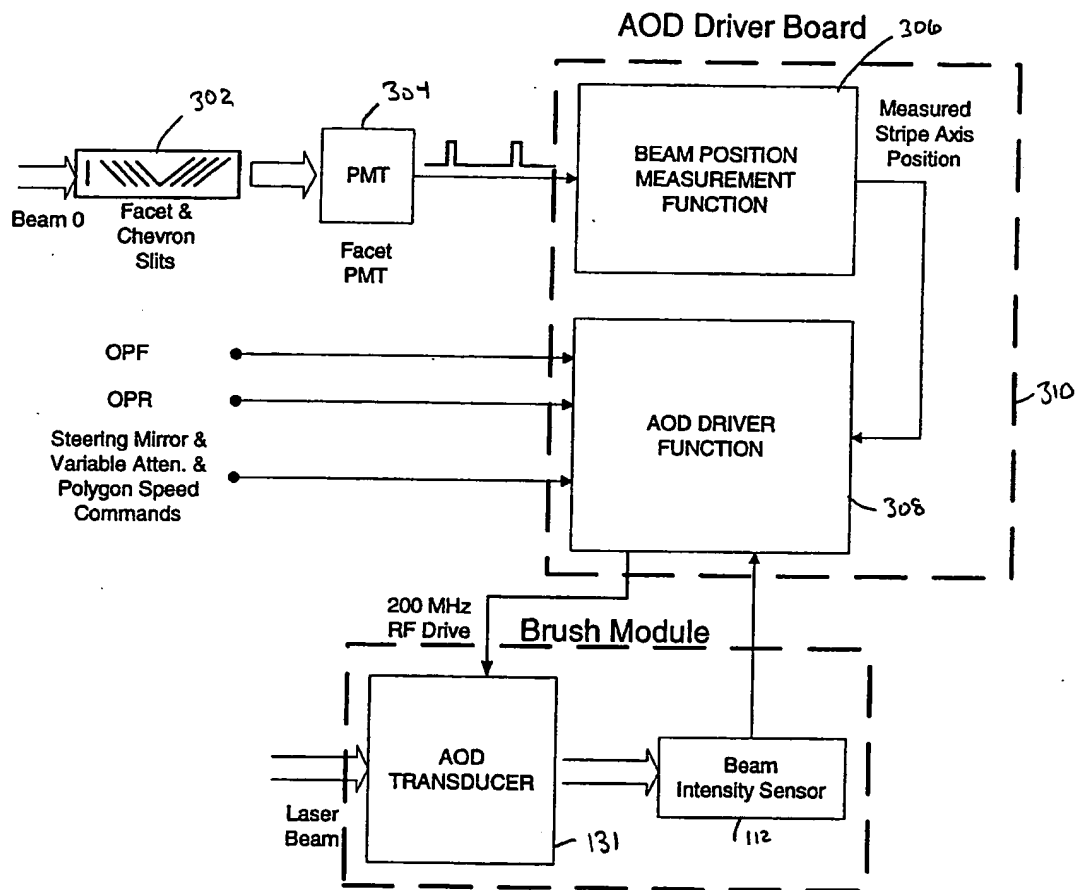 AOD Driver Board
306
302
304
Measured
Stripe Axis
Position
BEAM POSITION
MEASUREMENT
FUNCTION
PMT
Beam 0
Facet &
Chevron
Slits
Facet
PMT
OPF
OPR
Steering Mirror &
Variable Atten. &
Polygon Speed
Commands
AOD DRIVER
FUNCTION
310
308
200 MHz
RF Drive
Brush Module
AOD
TRANSDUCER
Beam
Intensity Sensor
Laser
Beam
131
112